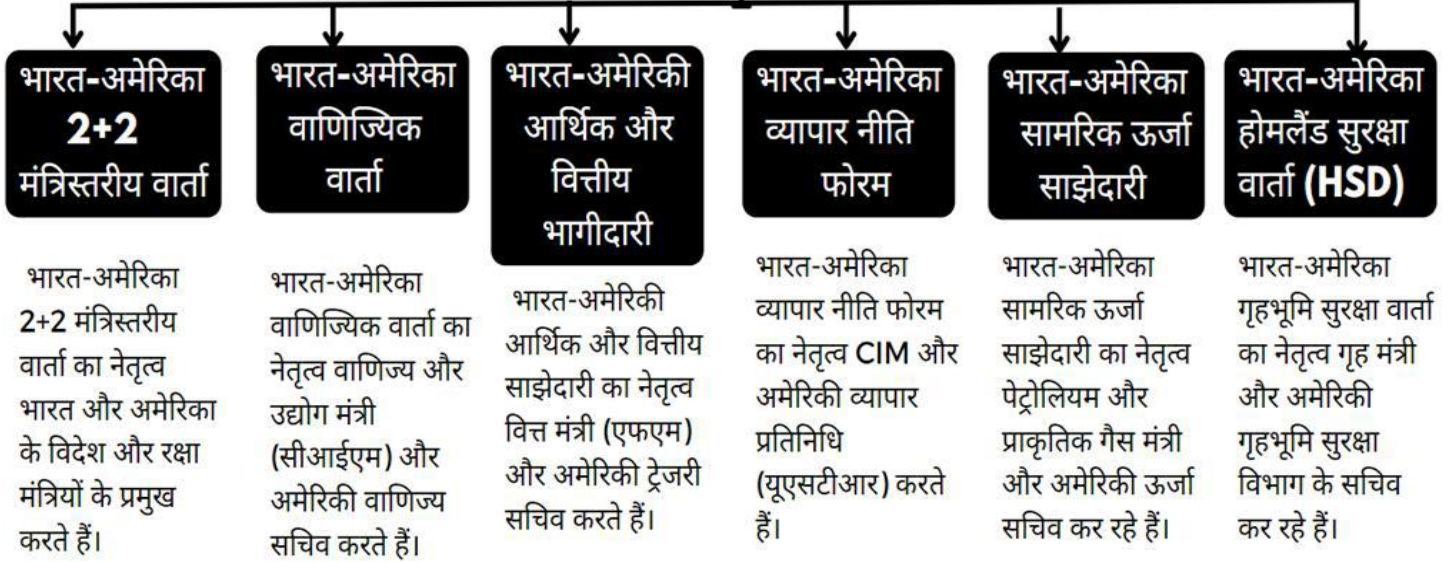 भारत-अमेरिका
2+2
मंत्रिस्तरीय वार्ता
भारत-अमेरिका
वाणिज्यिक
वार्ता
भारत-अमेरिकी
आर्थिक और
वित्तीय
भागीदारी
भारत-अमेरिका
व्यापार नीति
फोरम
भारत-अमेरिका
सामरिक ऊर्जा
साझेदारी
भारत-अमेरिका
होमलैंड सुरक्षा
वार्ता (HSD)
भारत-अमेरिका
2+2 मंत्रिस्तरीय
वार्ता का नेतृत्व
भारत और अमेरिका
के विदेश और रक्षा
मंत्रियों के प्रमुख
करते हैं।
भारत-अमेरिका
वाणिज्यिक वार्ता का
नेतृत्व वाणिज्य और
उद्योग मंत्री
(सीआईएम) और
अमेरिकी वाणिज्य
सचिव करते हैं।
भारत-अमेरिकी
आर्थिक और वित्तीय
साझेदारी का नेतृत्व
वित्त मंत्री (एफएम)
और अमेरिकी ट्रेजरी
सचिव करते हैं।
भारत-अमेरिका
व्यापार नीति फोरम
का नेतृत्व CIM और
अमेरिकी व्यापार
प्रतिनिधि
(यूएसटीआर) करते
हैं।
भारत-अमेरिका
सामरिक ऊर्जा
साझेदारी का नेतृत्व
पेट्रोलियम और
प्राकृतिक गैस मंत्री
और अमेरिकी ऊर्जा
सचिव कर रहे हैं।
भारत-अमेरिका
गृहभूमि सुरक्षा वार्ता
का नेतृत्व गृह मंत्री
और अमेरिकी
गृहभूमि सुरक्षा
विभाग के सचिव
कर रहे हैं।